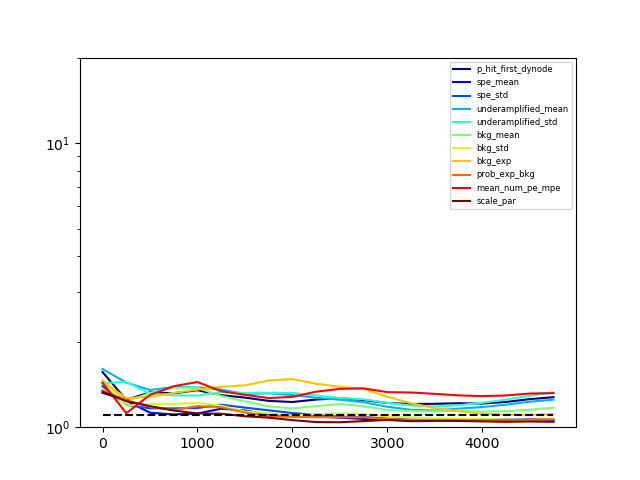 10¹
10⁰
0
1000
2000
3000
4000
p_hit_first_dynode
spe_mean
spe_std
underamplified_mean
underamplified_std
bkg_mean
bkg_std
bkg_exp
prob_exp_bkg
mean_num_pe_mpe
scale_par